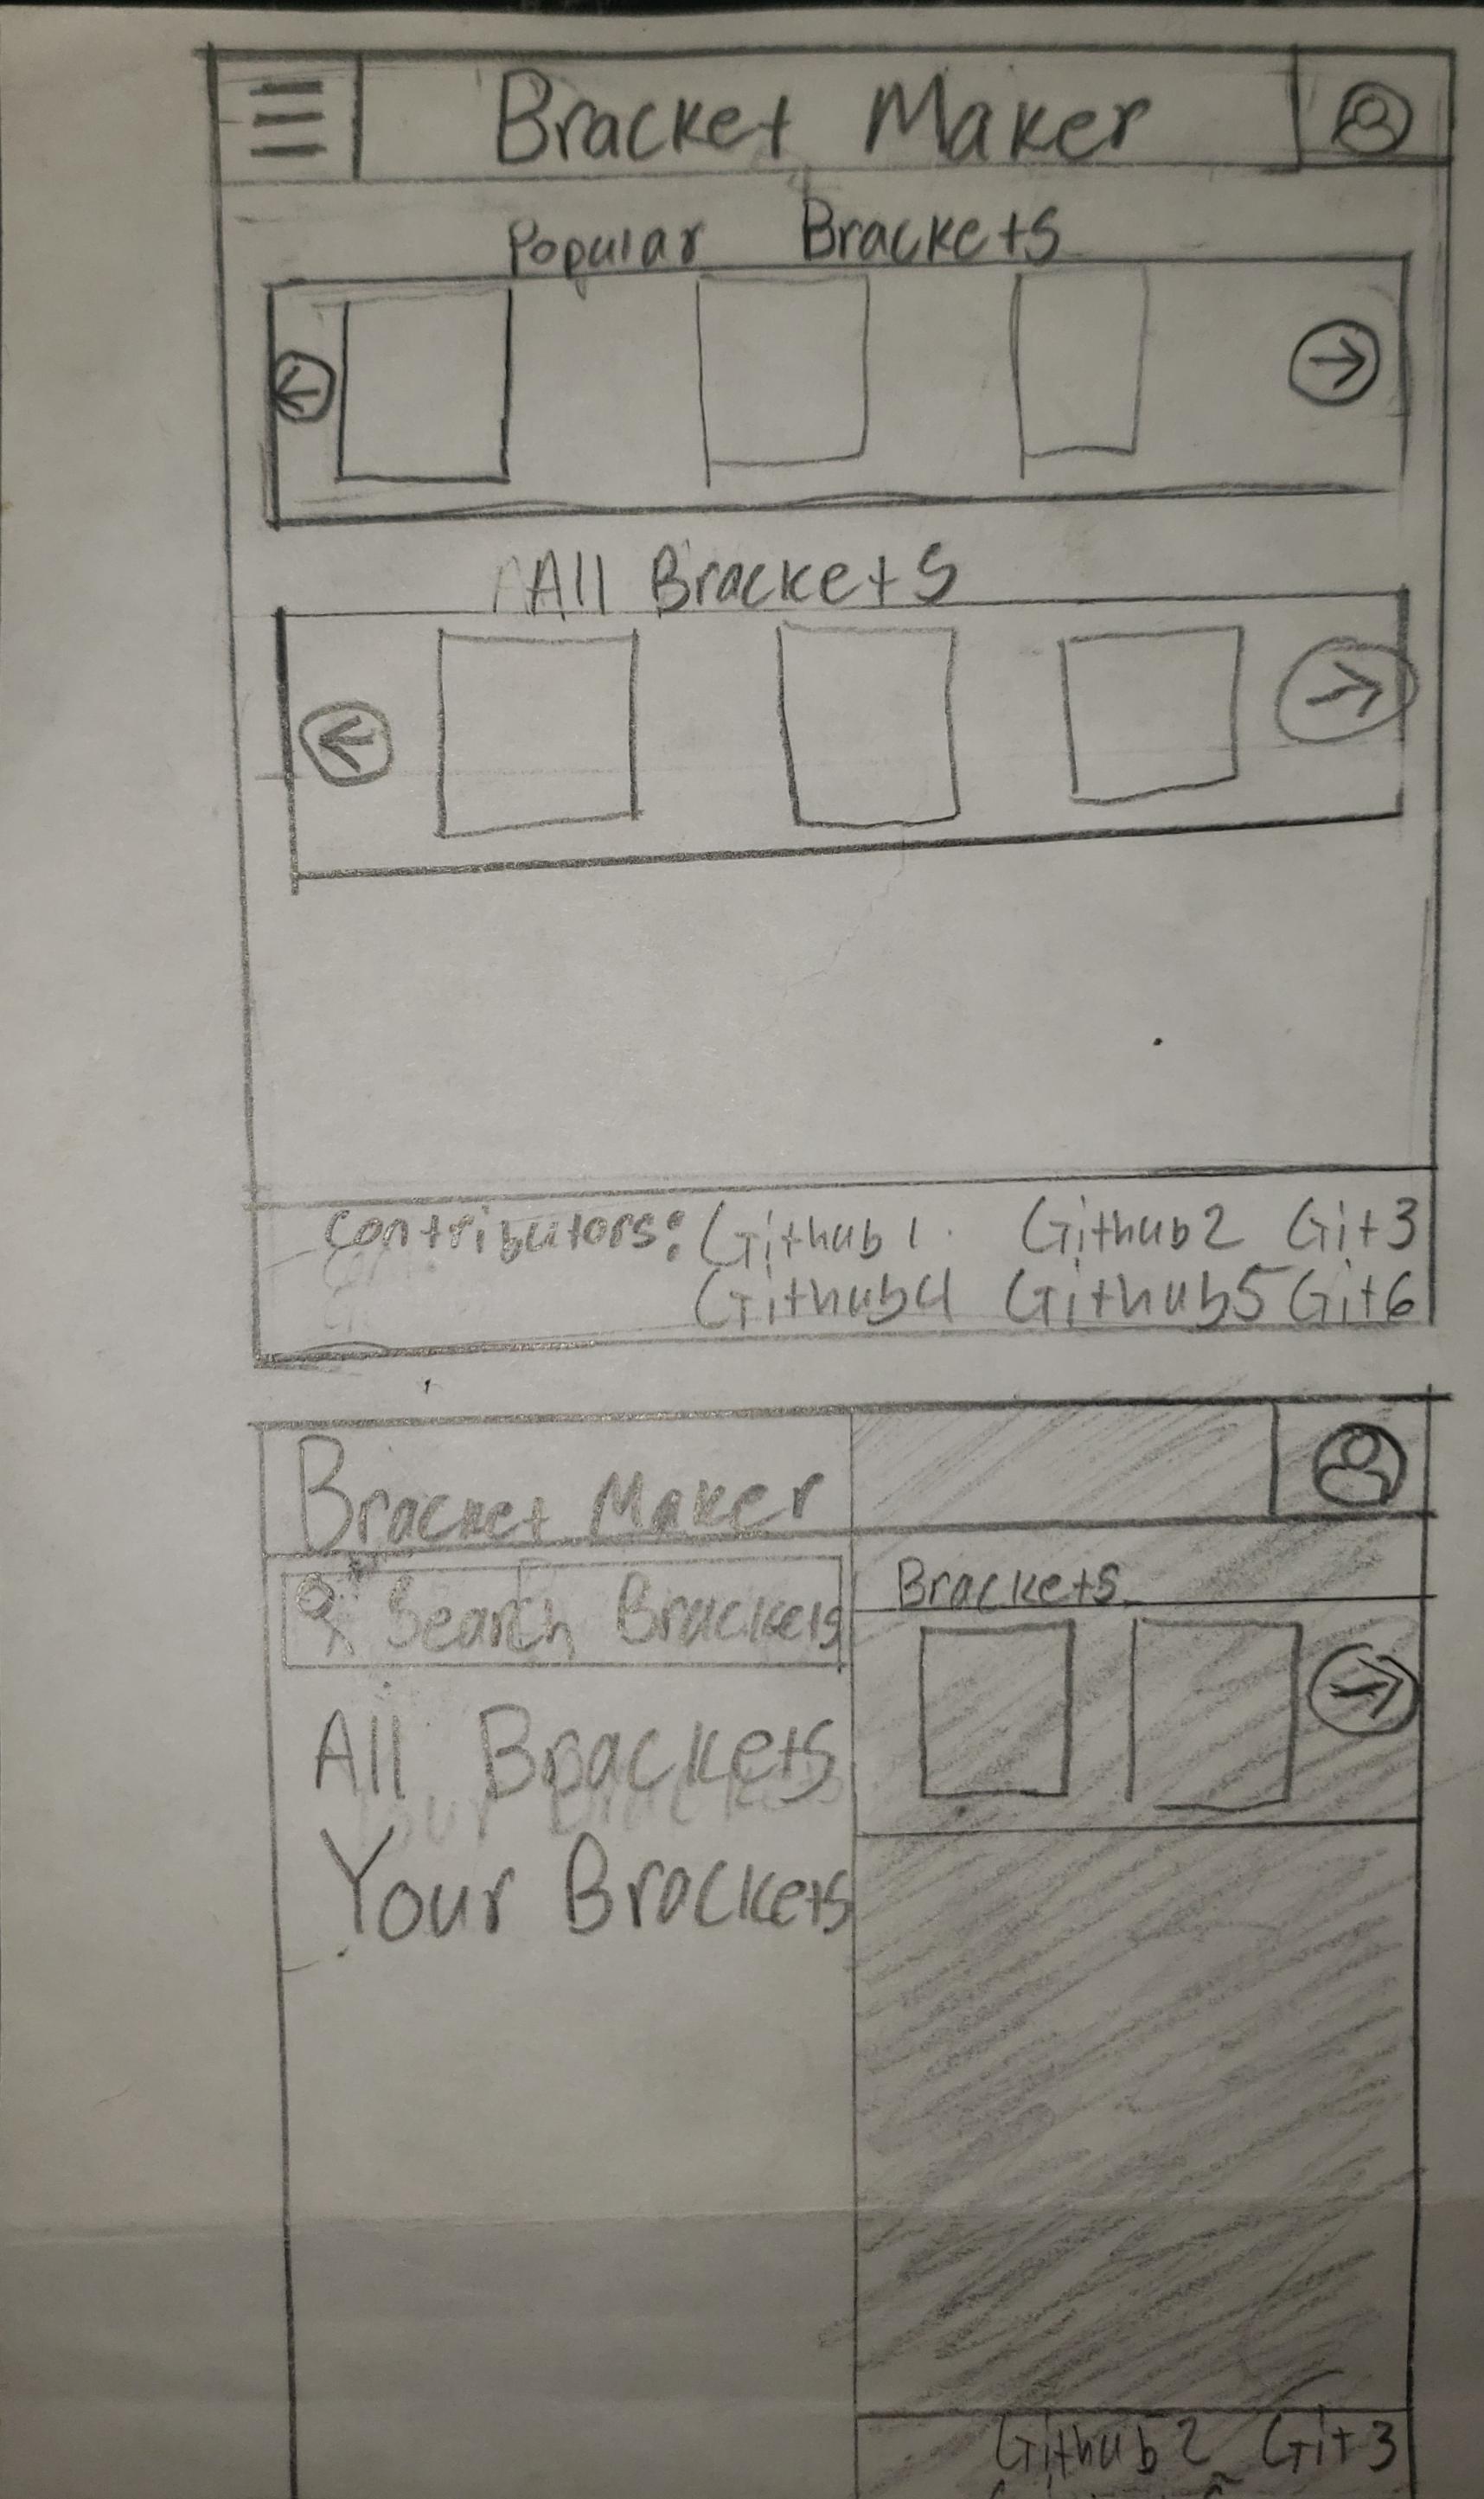 Bracket Maker
Popular Brackets
All Brackets
Contributors: Github1 Github2 Git3
Github4 Github5 Git6
Bracket Maker
Brackets
Search Brackets
All Brackets
Your Brackets
Github2 Git3